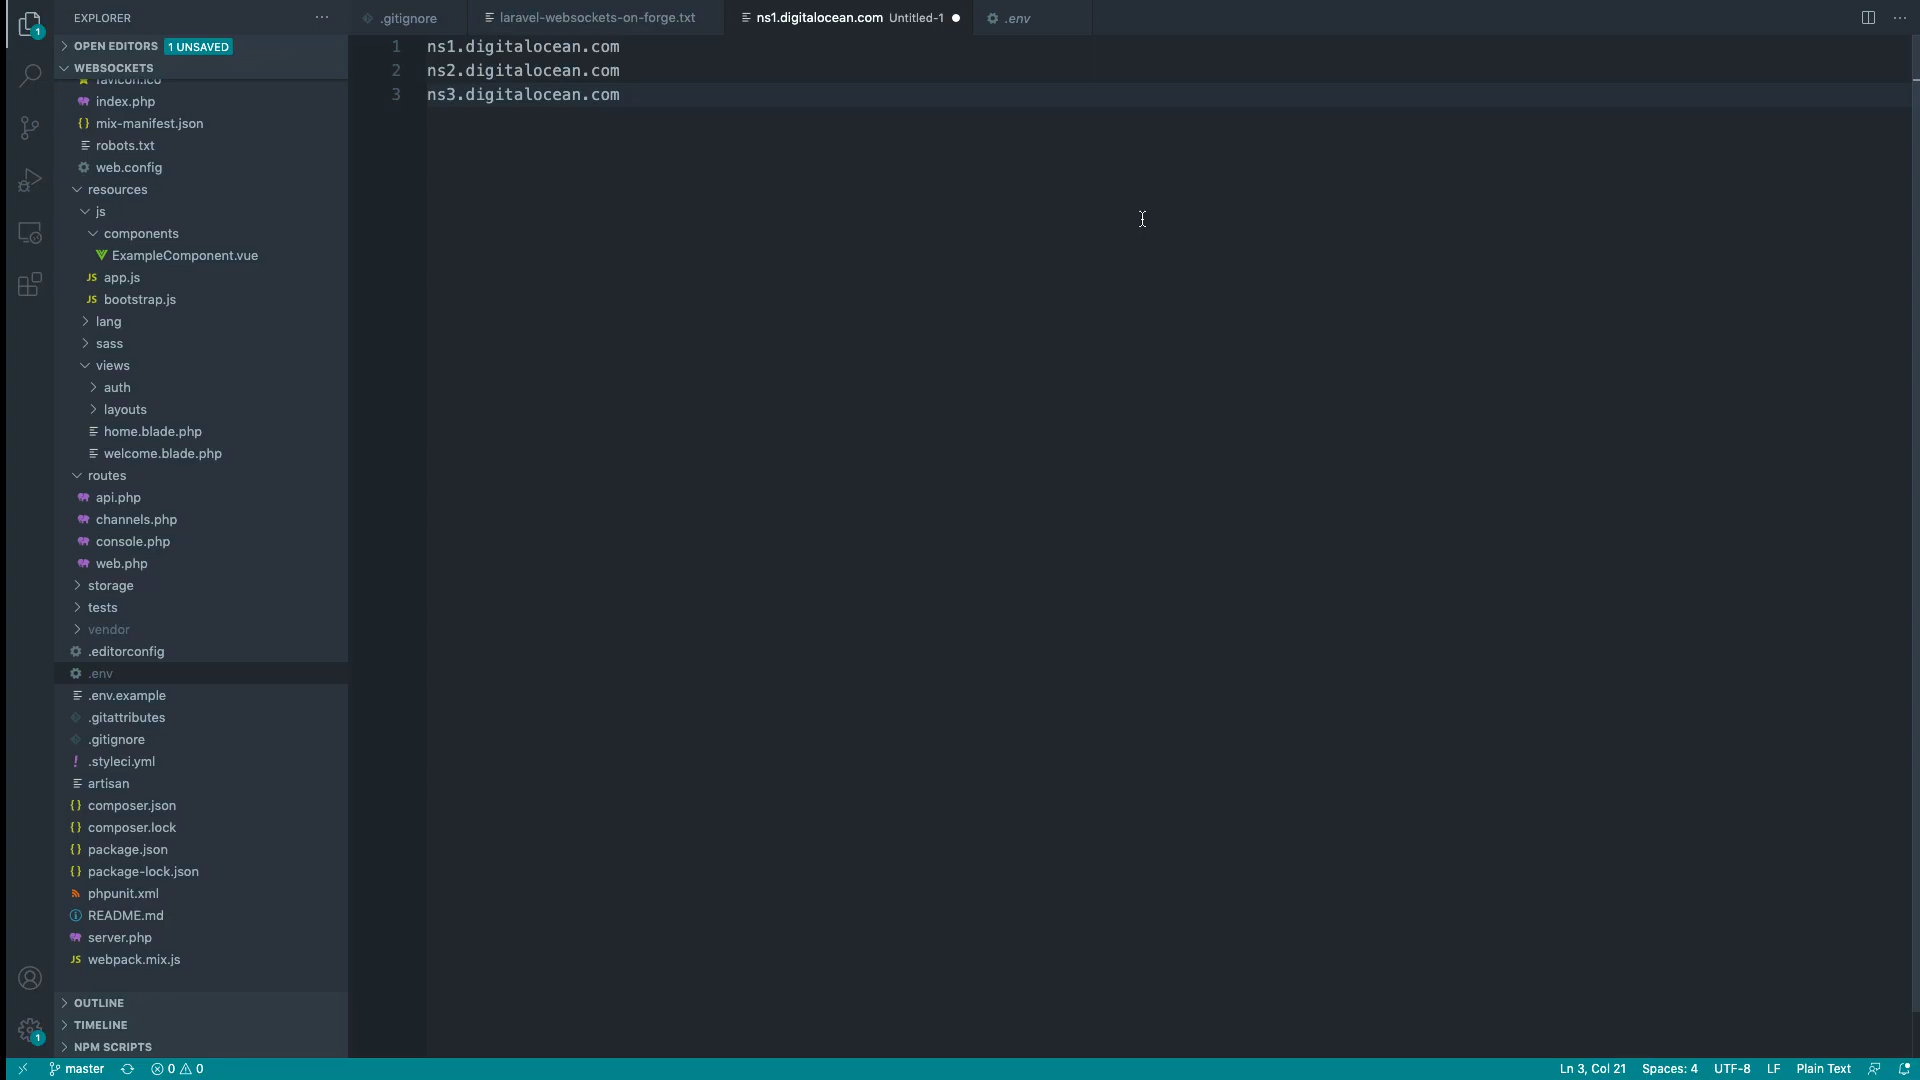 EXPLORER
OPEN EDITORS 1 UNSAVED
WEBSOCKETS
favicon.ico
index.php
{} mix-manifest.json
robots.txt
web.config
resources
js
components
ExampleComponent.vue
JS app.js
JS bootstrap.js
lang
sass
views
auth
layouts
home.blade.php
welcome.blade.php
routes
api.php
channels.php
console.php
web.php
storage
tests
vendor
.editorconfig
.env
.env.example
.gitattributes
.gitignore
! .styleci.yml
artisan
{} composer.json
{} composer.lock
{} package.json
{} package-lock.json
phpunit.xml
README.md
server.php
JS webpack.mix.js
OUTLINE
TIMELINE
NPM SCRIPTS
1
1
.gitignore
laravel-websockets-on-forge.txt
ns1.digitalocean.com Untitled-1
.env
1 ns1.digitalocean.com
2 ns2.digitalocean.com
3 ns3.digitalocean.com
master
0 0
Ln 3, Col 21
Spaces: 4
UTF-8
LF
Plain Text